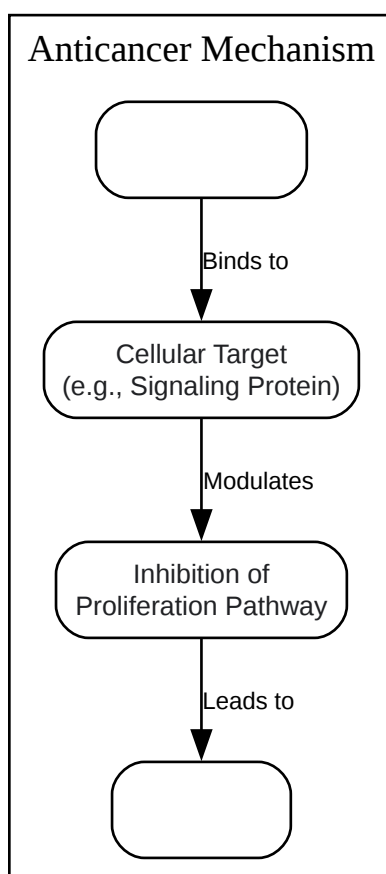 Anticancer Mechanism
Binds to
Cellular Target
(e.g., Signaling Protein)
Modulates
Inhibition of
Proliferation Pathway
Leads to